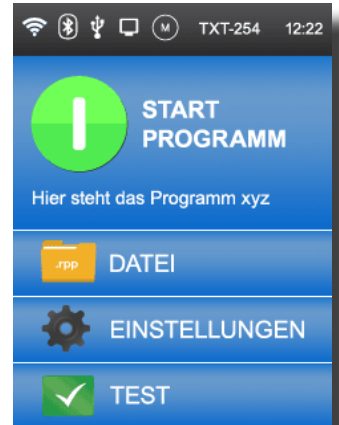 M TXT-254 12:22
START
PROGRAMM
Hier steht das Programm xyz
.rpp DATEI
EINSTELLUNGEN
TEST